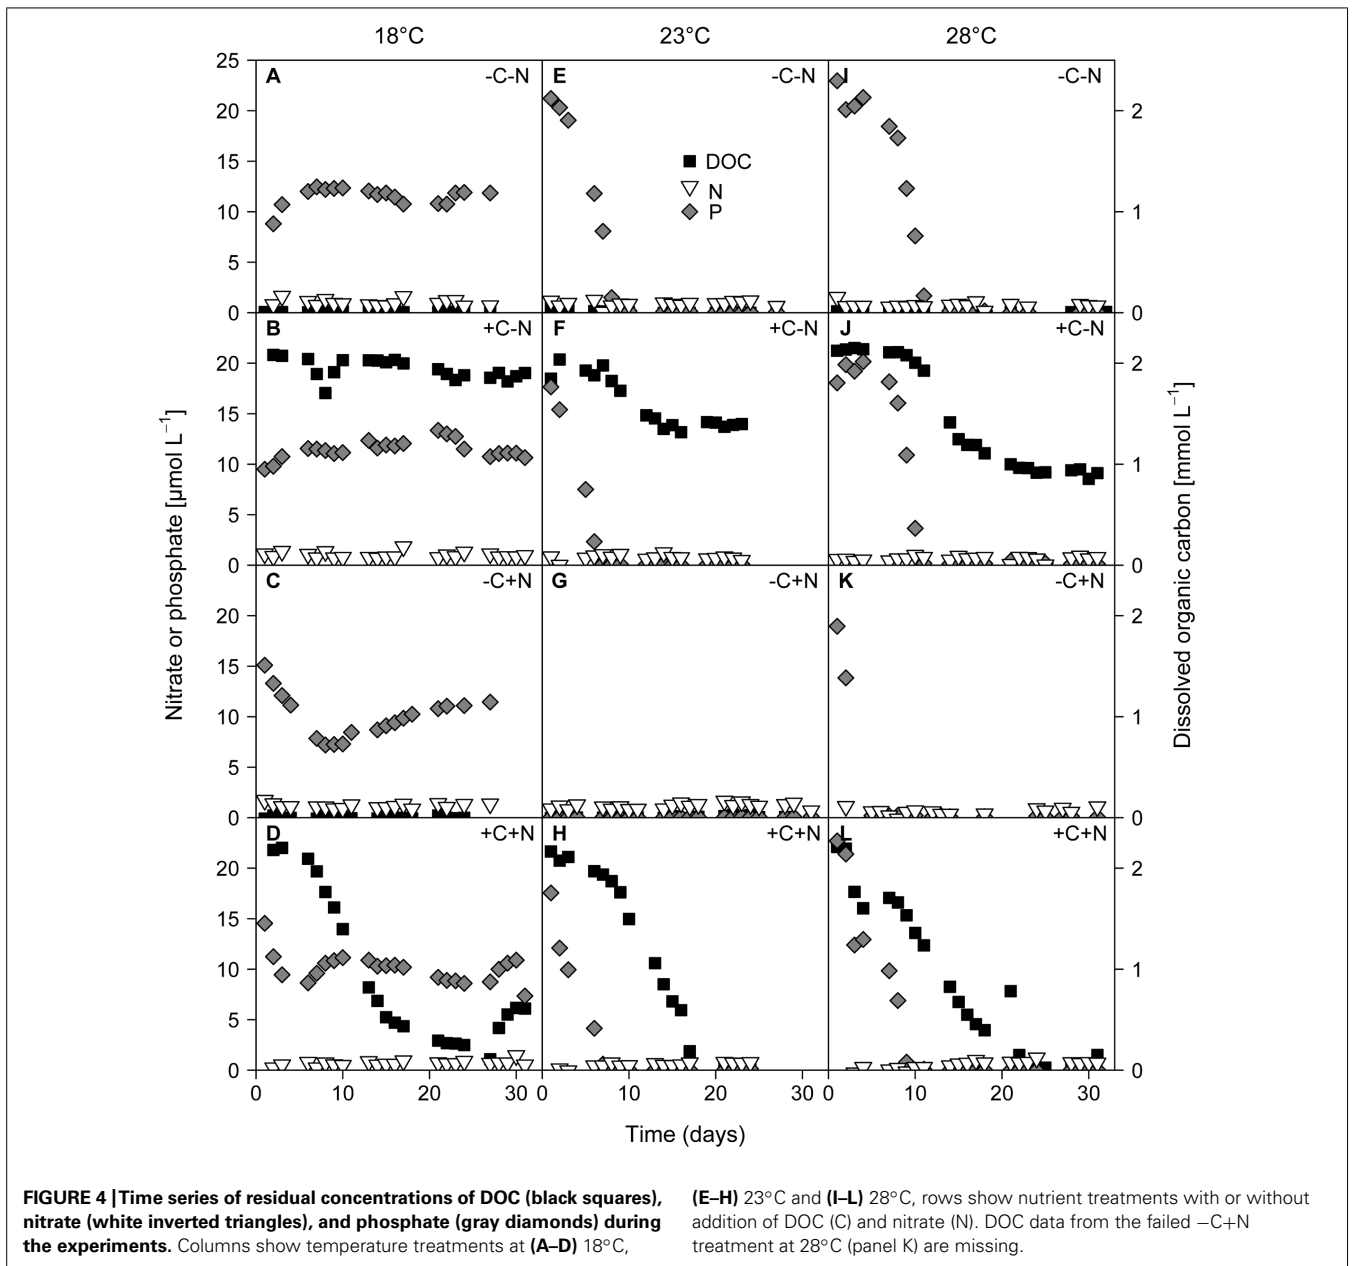 18°C 23°C 28°C
A -C-N E -C-N I -C-N
25
20 2
DOC
15
N
10 P 1
5
0 0
B +C-N F +C-N J +C-N
20 2
15
10 1
5
0 0
C -C+N G -C+N K -C+N
20 2
15
10 1
5
0 0
D +C+N H +C+N L +C+N
20 2
15
10 1
5
0 0
0 10 20 30 0 10 20 30 0 10 20 30
Nitrate or phosphate [µmol L⁻¹]
Dissolved organic carbon [mmol L⁻¹]
Time (days)
FIGURE 4 | Time series of residual concentrations of DOC (black squares),
nitrate (white inverted triangles), and phosphate (gray diamonds) during
the experiments. Columns show temperature treatments at (A–D) 18°C,
(E–H) 23°C and (I–L) 28°C, rows show nutrient treatments with or without
addition of DOC (C) and nitrate (N). DOC data from the failed −C+N
treatment at 28°C (panel K) are missing.